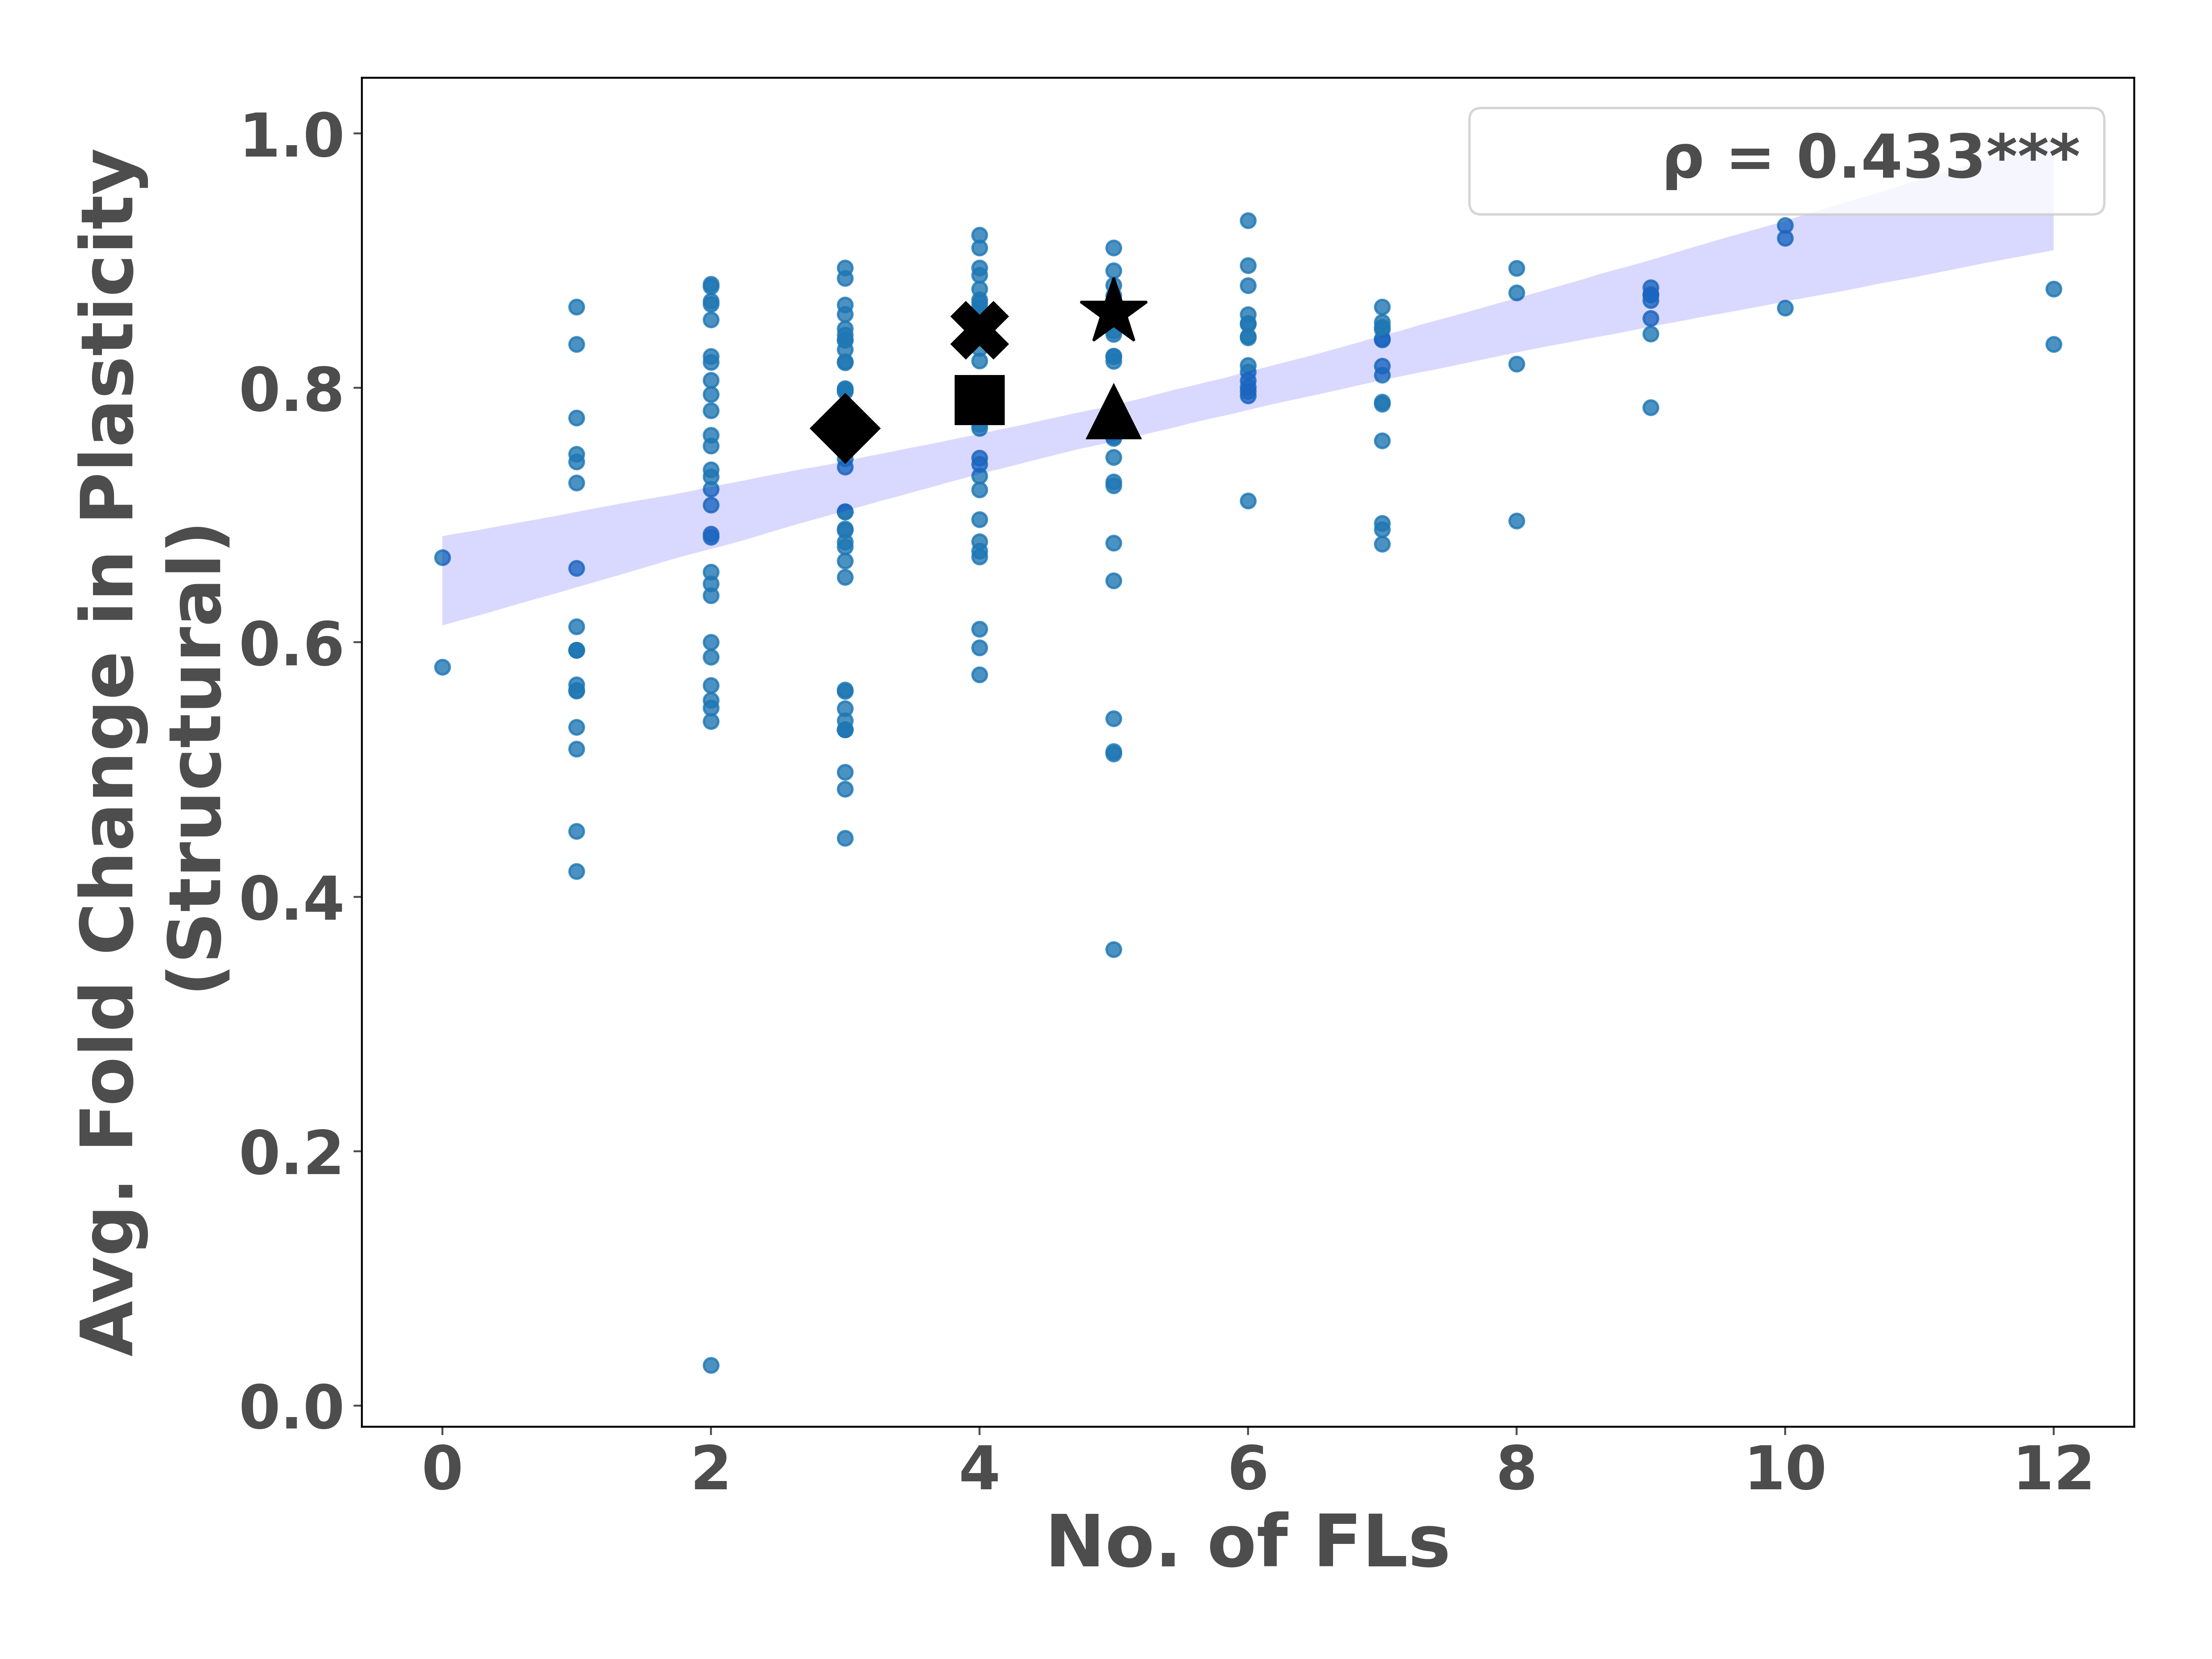 ρ = 0.433***
Avg. Fold Change in Plasticity
(Structural)
1.0
0.8
0.6
0.4
0.2
0.0
0 2 4 6 8 10 12
No. of FLs